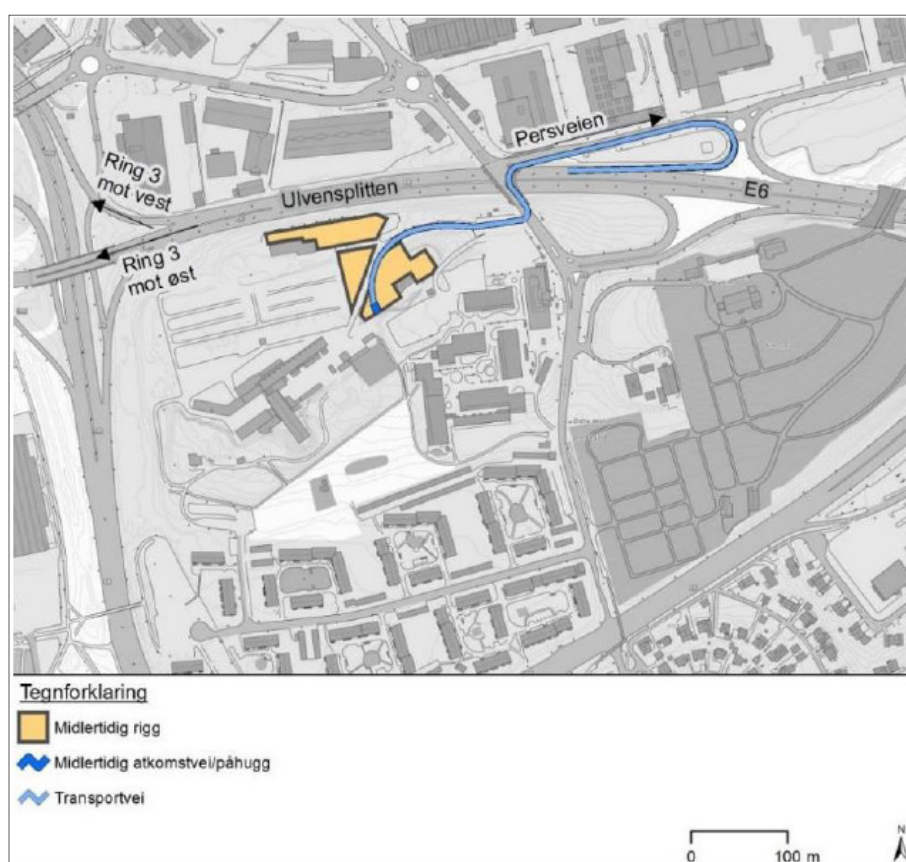 Persveien
Ring 3
mot vest
Ulvensplitten
E6
Ring 3
mot øst
Tegnforklaring
Midlertidig rigg
Midlertidig atkomstvei/påhugg
Transportvei
N
0 100 m